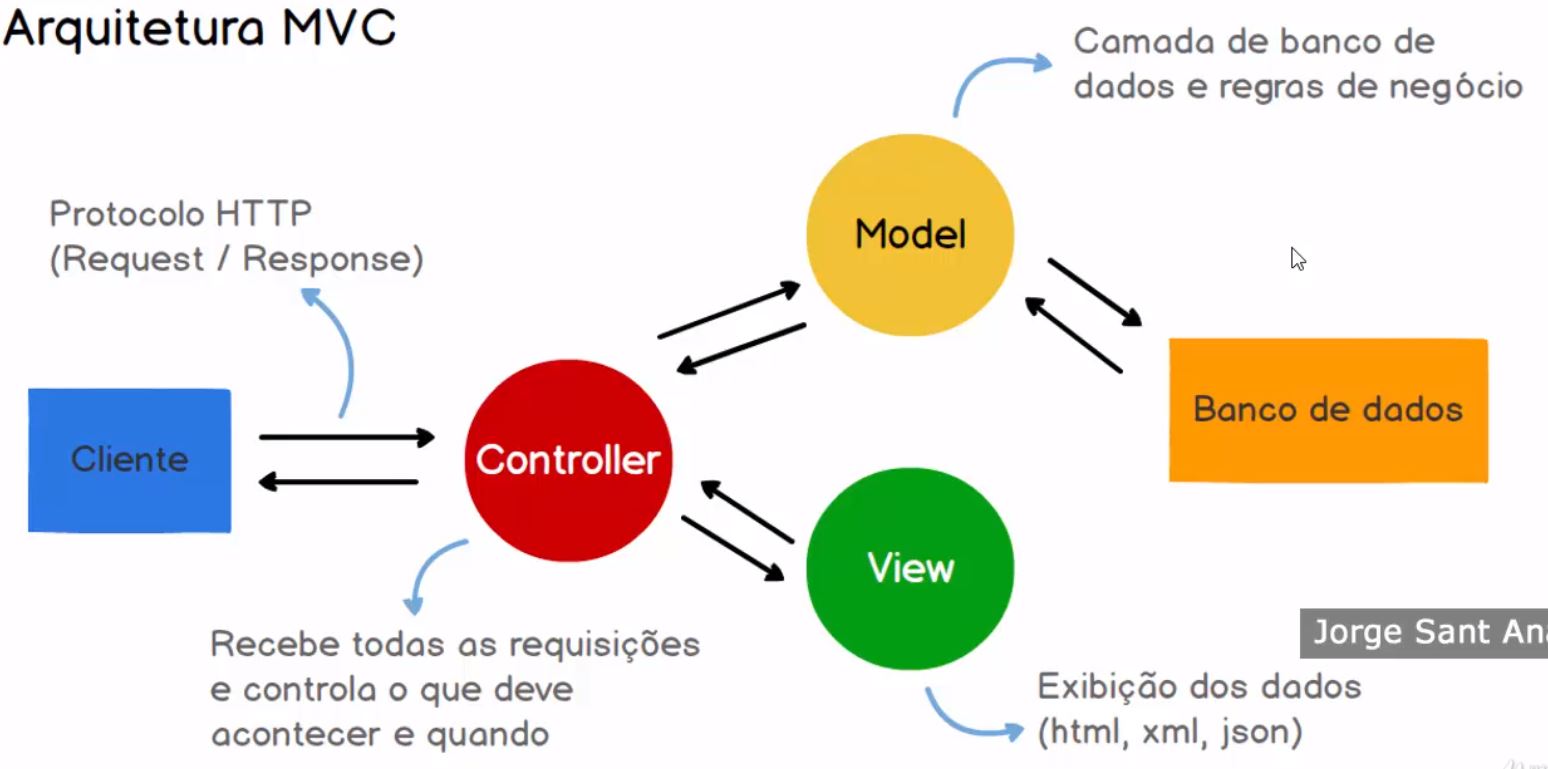 Arquitetura MVC
Camada de banco de
dados e regras de negócio
Protocolo HTTP
(Request / Response)
Model
Banco de dados
Cliente
Controller
View
Recebe todas as requisições
e controla o que deve
acontecer e quando
Jorge Sant
Exibição dos dados
(html, xml, json)